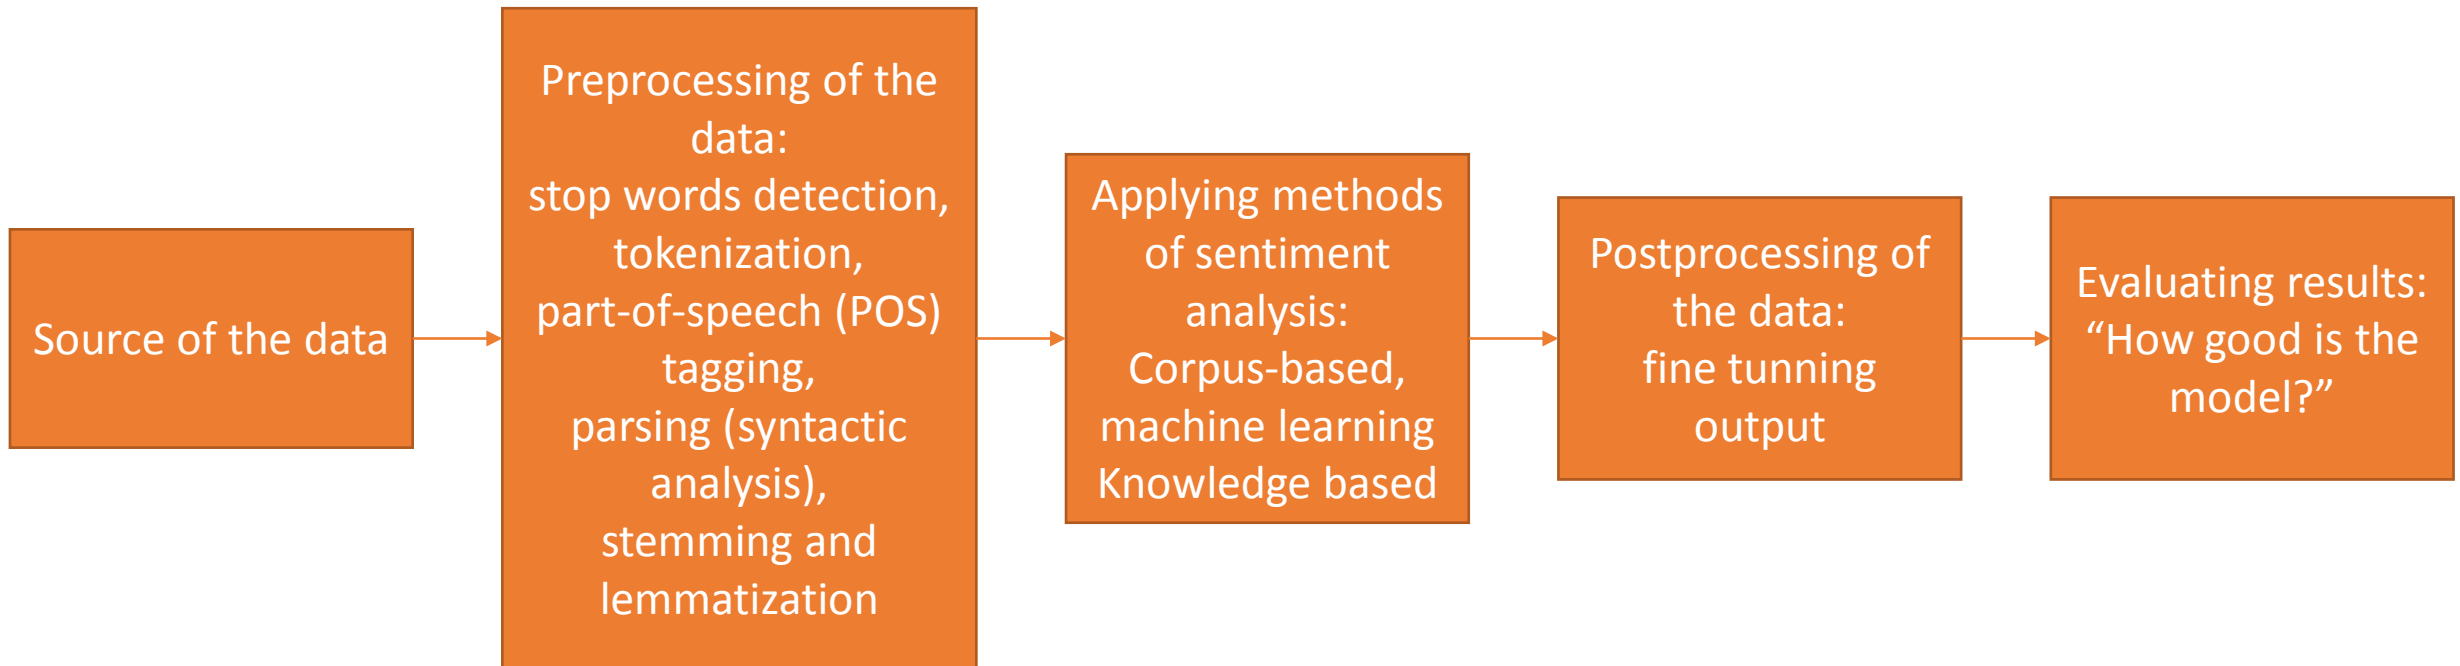 Source of the data
Preprocessing of the
data:
stop words detection,
tokenization,
part-of-speech (POS)
tagging,
parsing (syntactic
analysis),
stemming and
lemmatization
Applying methods
of sentiment
analysis:
Corpus-based,
machine learning
Knowledge based
Postprocessing of
the data:
fine tunning
output
Evaluating results:
“How good is the
model?”